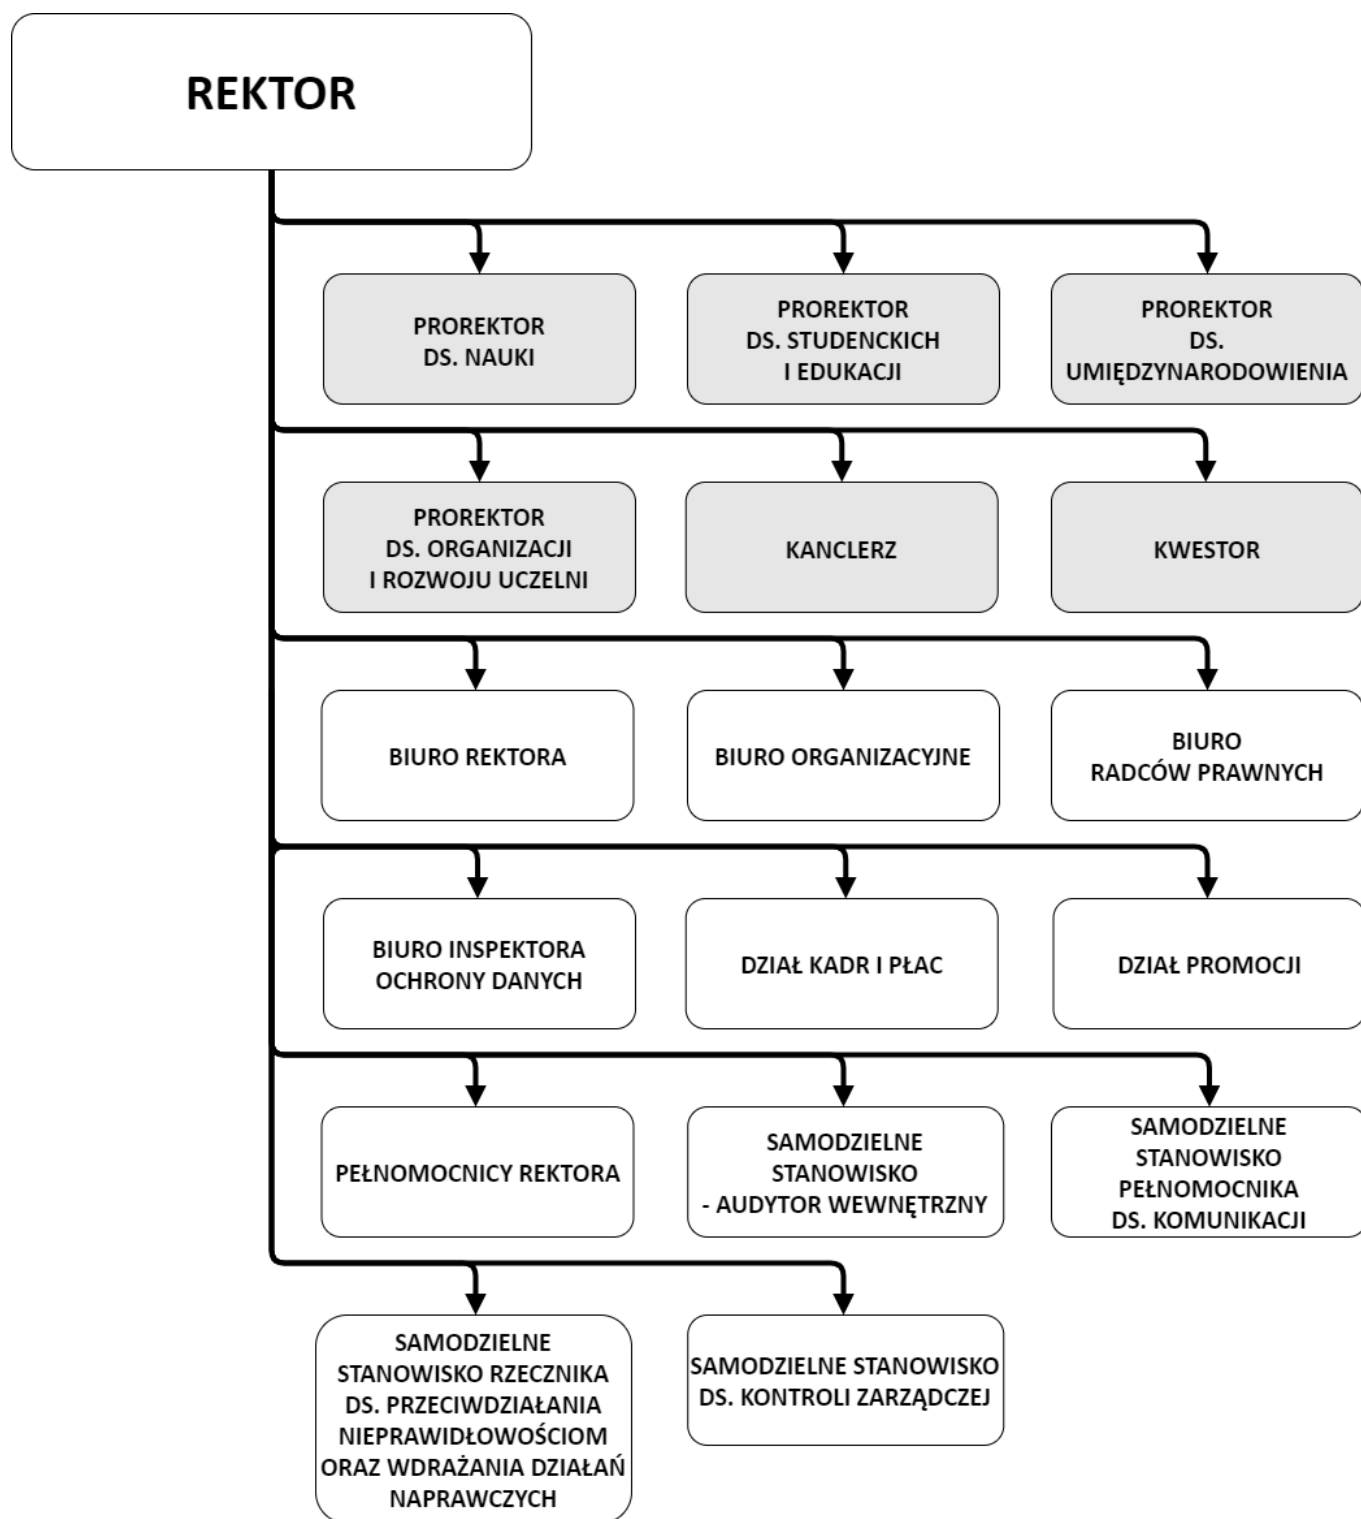 REKTOR
PROREKTOR
DS. NAUKI
PROREKTOR
DS. STUDENCKICH
I EDUKACJI
PROREKTOR
DS.
UMIĘDZYNARODOWIENIA
PROREKTOR
DS. ORGANIZACJI
I ROZWOJU UCZELNI
KANCLERZ
KWESTOR
BIURO REKTORA
BIURO ORGANIZACYJNE
BIURO
RADCÓW PRAWNYCH
BIURO INSPEKTORA
OCHRONY DANYCH
DZIAŁ KADR I PŁAC
DZIAŁ PROMOCJI
PEŁNOMOCNICY REKTORA
SAMODZIELNE
STANOWISKO
- AUDYTOR WEWNĘTRZNY
SAMODZIELNE
STANOWISKO
PEŁNOMOCNIKA
DS. KOMUNIKACJI
SAMODZIELNE
STANOWISKO RZECZNIKA
DS. PRZECIWDZIAŁANIA
NIEPRAWIDŁOWOŚCIOM
ORAZ WDRAŻANIA DZIAŁAŃ
NAPRAWCZYCH
SAMODZIELNE STANOWISKO
DS. KONTROLI ZARZĄDCZEJ